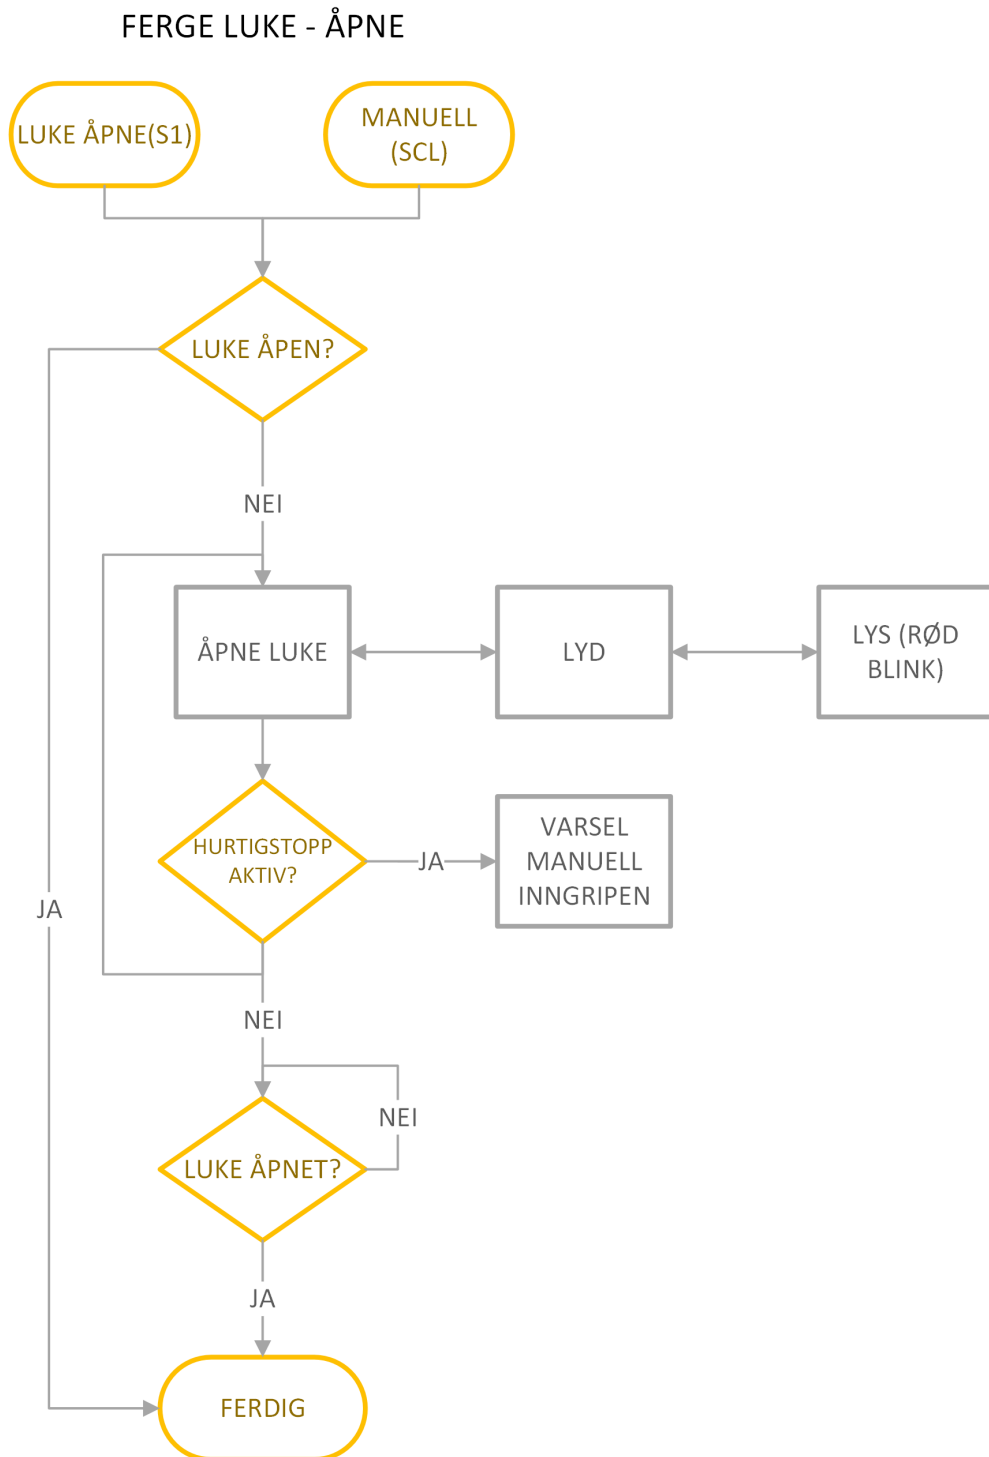 FERGE LUKE - ÅPNE
LUKE ÅPNE(S1)
MANUELL
(SCL)
LUKE ÅPEN?
NEI
ÅPNE LUKE
LYD
LYS (RØD
BLINK)
HURTIGSTOPP
AKTIV?
JA
VARSEL
MANUELL
INNGRIPEN
JA
NEI
NEI
LUKE ÅPNET?
JA
FERDIG